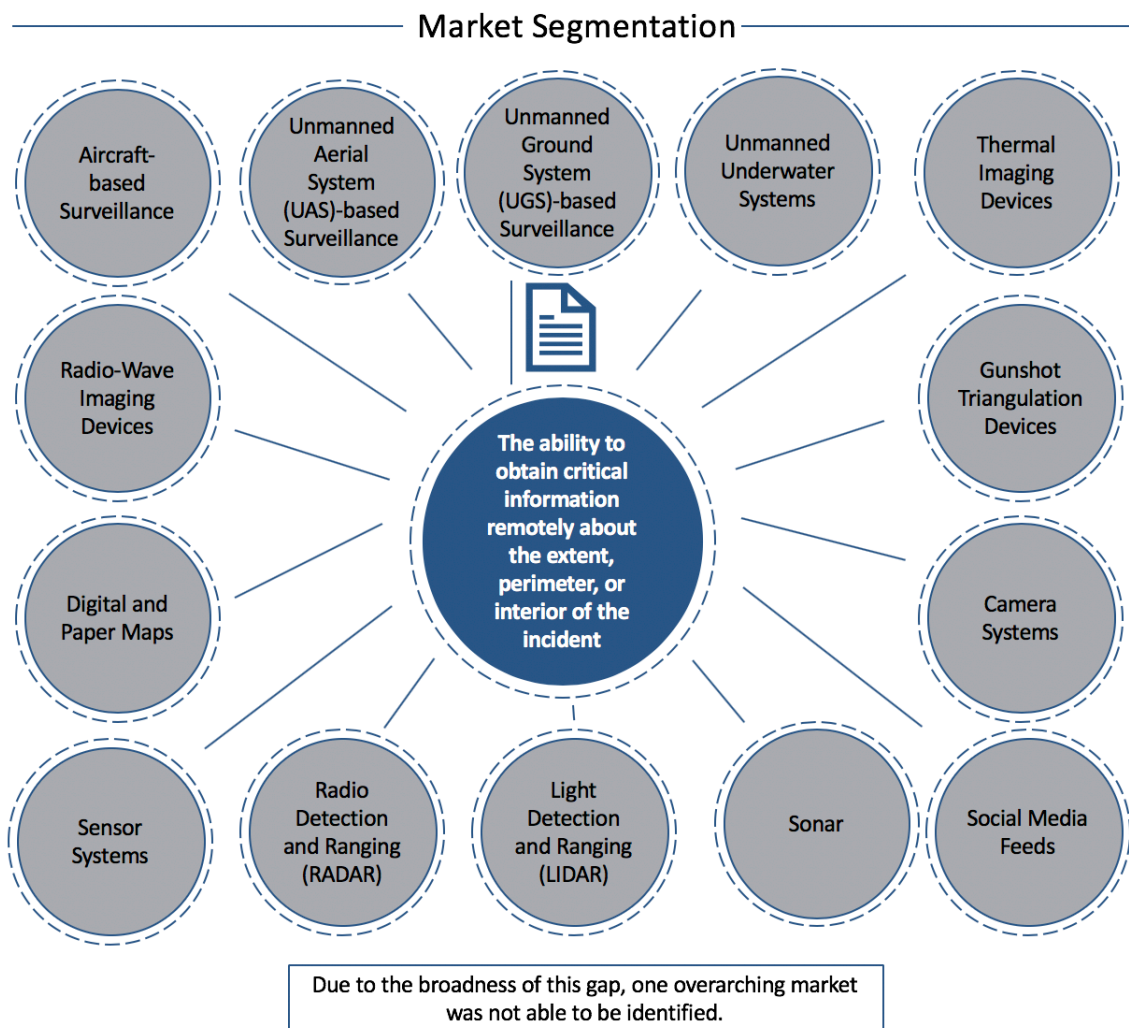 Market Segmentation
Aircraft-
based
Surveillance
Unmanned
Aerial
System
(UAS)-based
Surveillance
Unmanned
Ground
System
(UGS)-based
Surveillance
Unmanned
Underwater
Systems
Thermal
Imaging
Devices
Radio-Wave
Imaging
Devices
Gunshot
Triangulation
Devices
The ability to
obtain critical
information
remotely about
the extent,
perimeter, or
interior of the
incident
Digital and
Paper Maps
Camera
Systems
Sensor
Systems
Radio
Detection
and Ranging
(RADAR)
Light
Detection
and Ranging
(LIDAR)
Sonar
Social Media
Feeds
Due to the broadness of this gap, one overarching market
was not able to be identified.